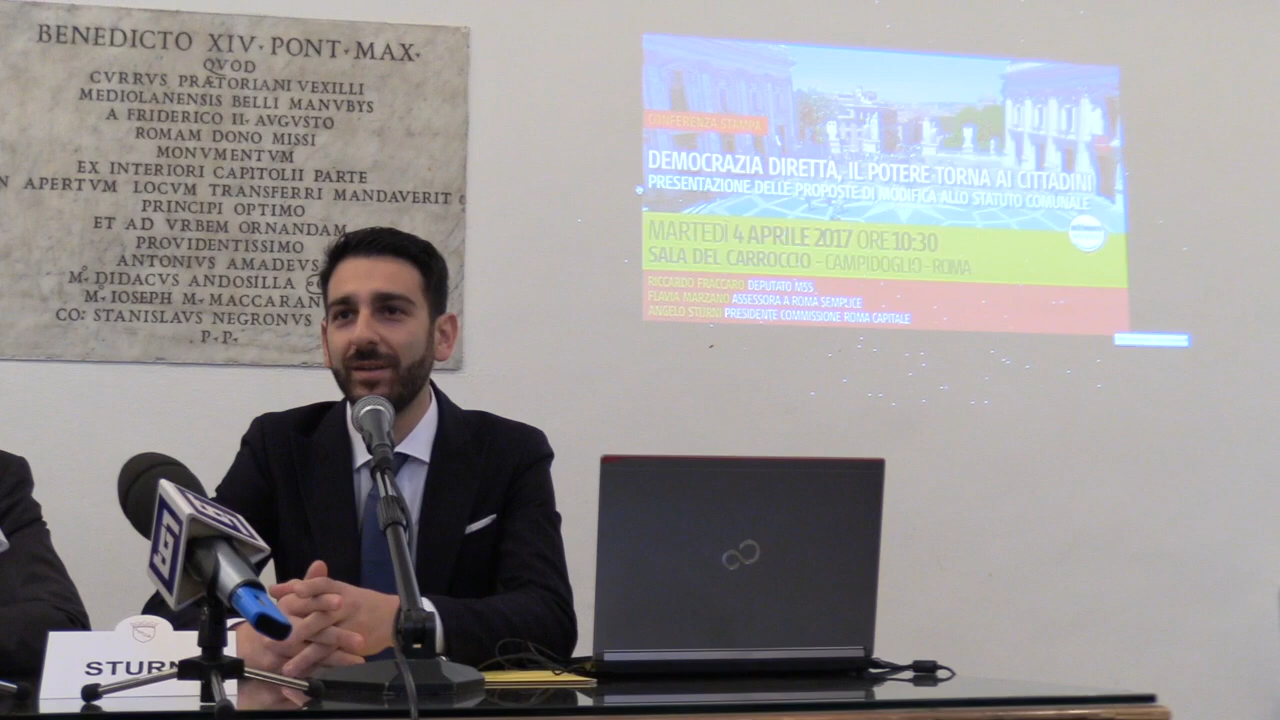 BENEDICTO XIV · PONT · MAX ·
QVOD
CVRRVS PRÆTORIANI VEXILLI
MEDIOLANENSIS BELLI MANVBYS
A FRIDERICO II · AVGVSTO
ROMAM DONO MISSI
MONVMENTVM
EX INTERIORI CAPITOLII PARTE
N APERTVM LOCVM TRANSFERRI MANDAVERIT
PRINCIPI OPTIMO
ET AD VRBEM ORNANDAM
PROVIDENTISSIMO
ANTONIVS AMADEVS
M· DIDACVS ANDOSILLA
M· IOSEPH M· MACCARAN
CO: STANISLAVS NEGRONVS
· P · P ·
CONFERENZA STAMPA
DEMOCRAZIA DIRETTA, IL POTERE TORNA AI CITTADINI
PRESENTAZIONE DELLE PROPOSTE DI MODIFICA ALLO STATUTO COMUNALE
MARTEDÌ 4 APRILE 2017 ORE 10:30
SALA DEL CARROCCIO - CAMPIDOGLIO - ROMA
RICCARDO FRACCARO DEPUTATO M5S
FLAVIA MARZANO ASSESSORA A ROMA SEMPLICE
ANGELO STURNI PRESIDENTE COMMISSIONE ROMA CAPITALE
STURN